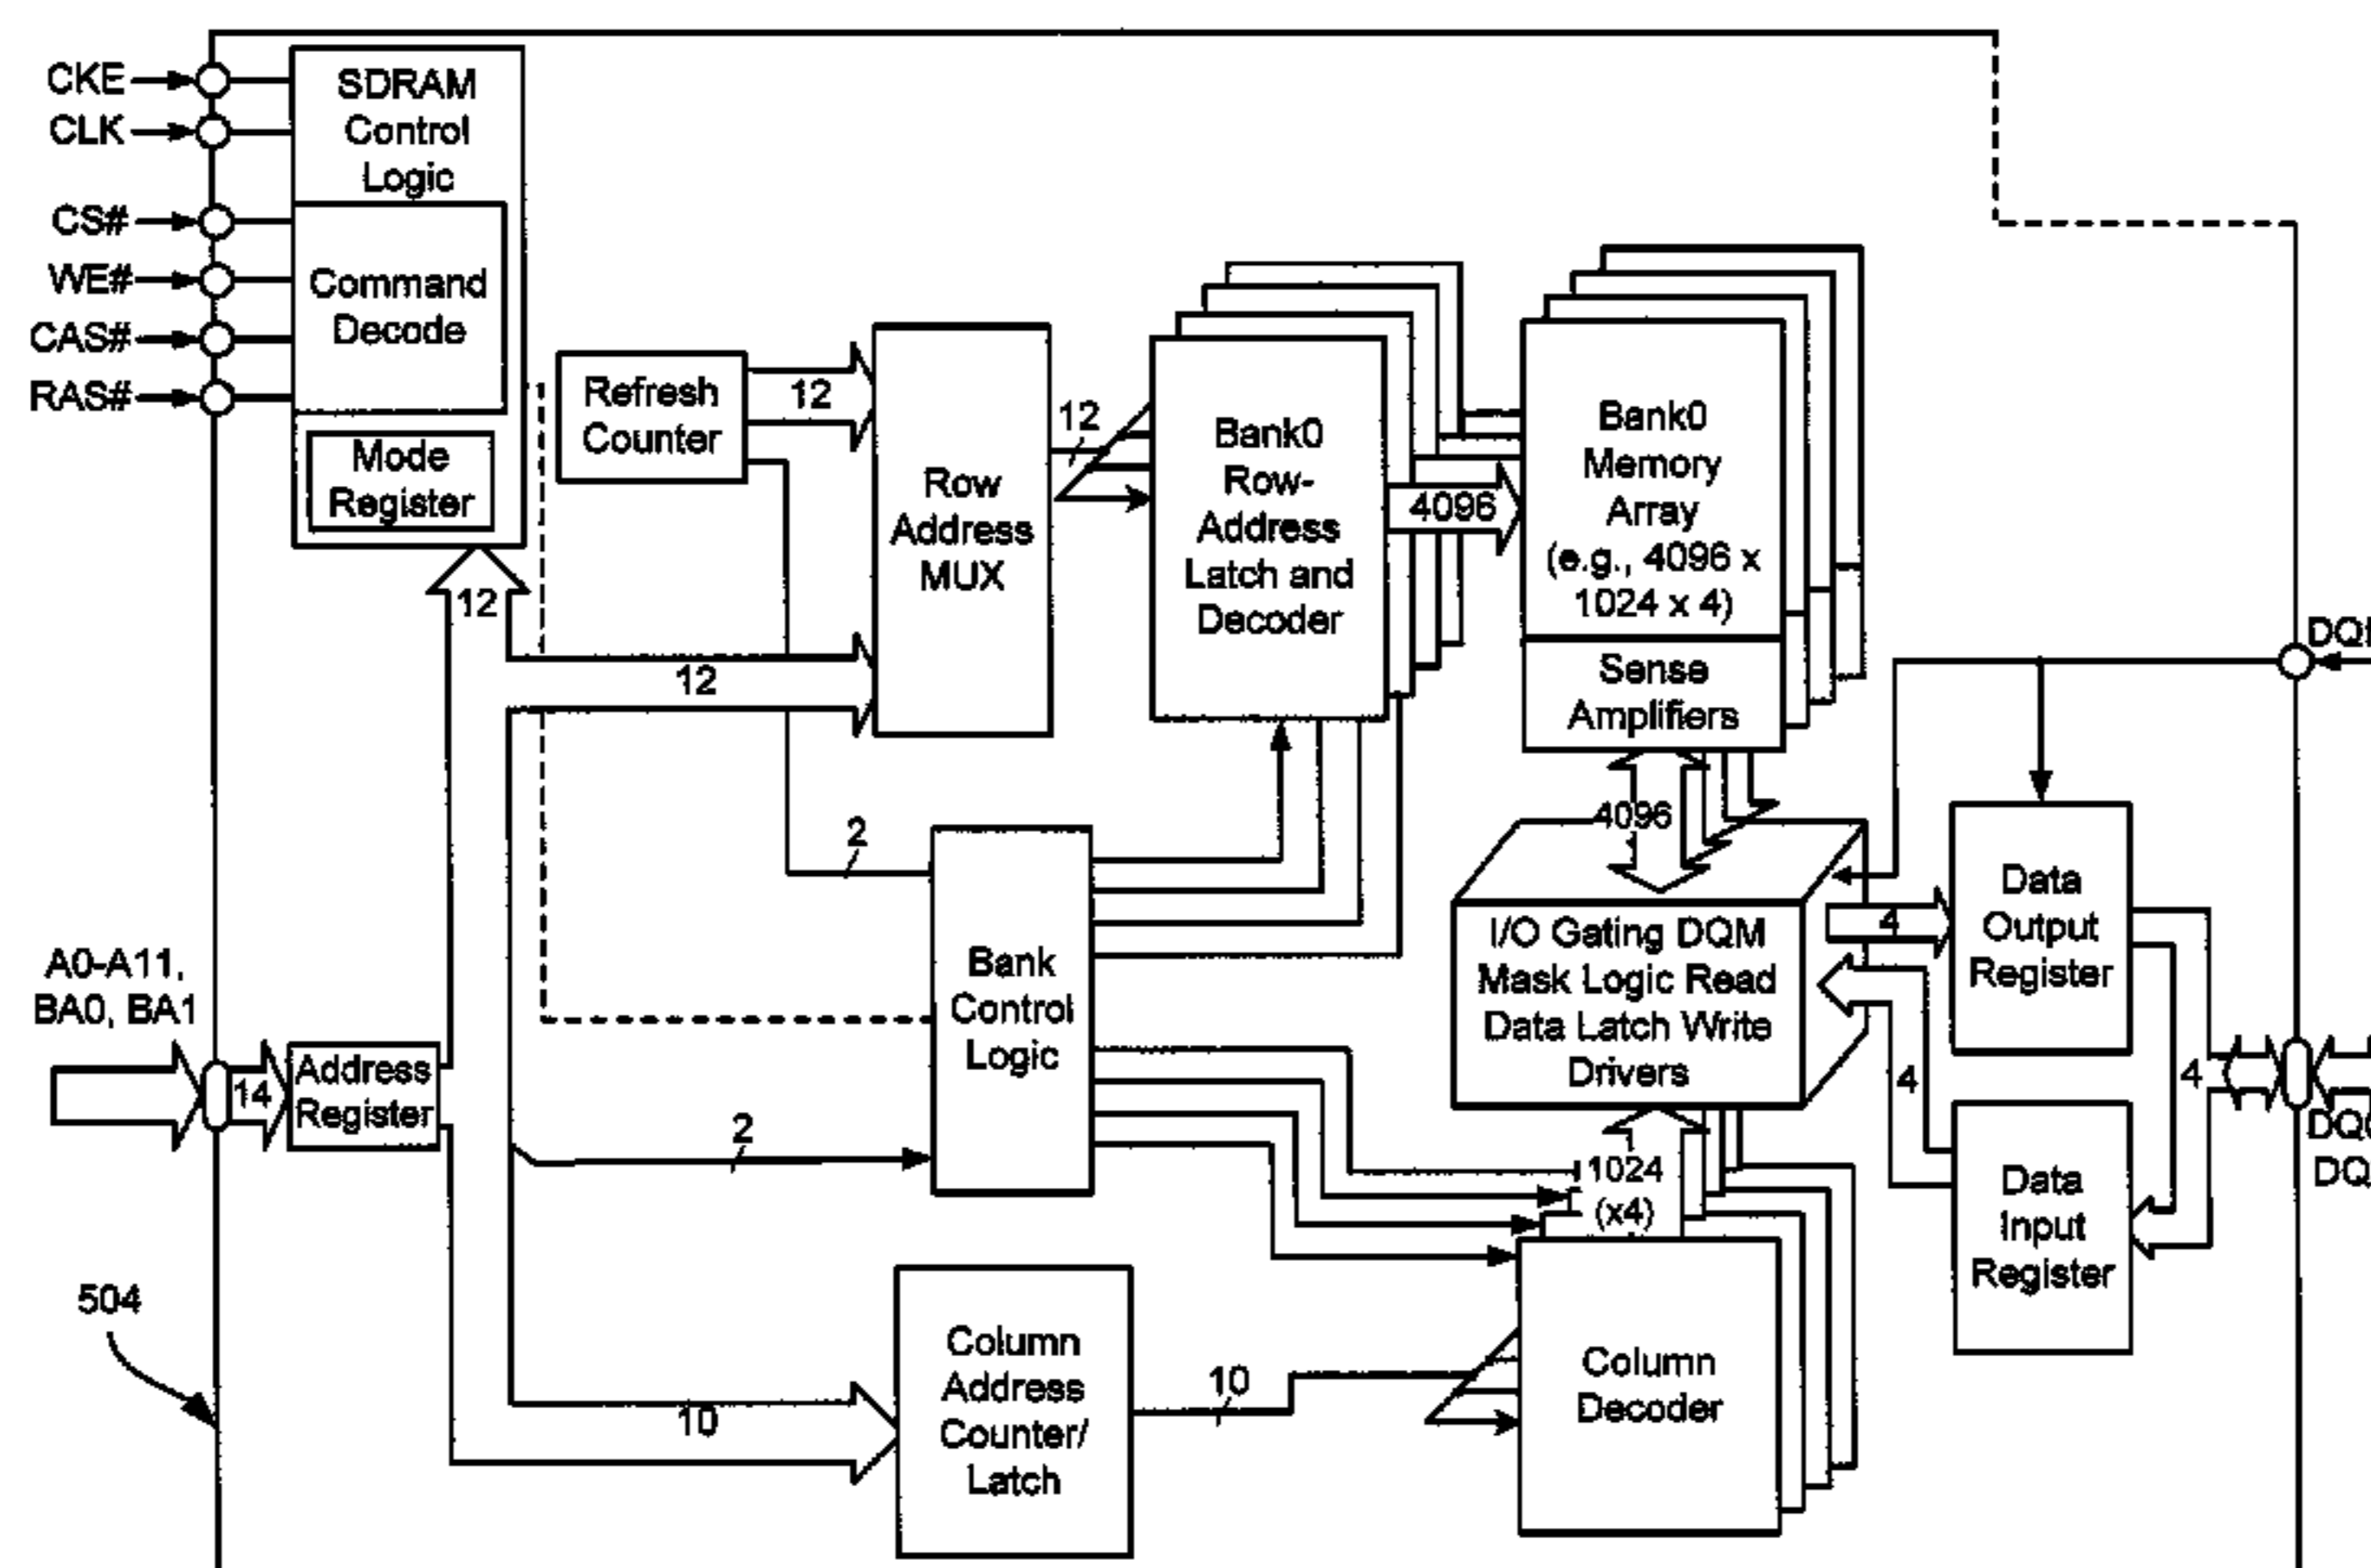 CKE
CLK
CS#
WE#
CAS#
RAS#
SDRAM
Control
Logic
Command
Decode
Mode
Register
12
Refresh
Counter
12
12
Row
Address
MUX
12
Bank0
Row-
Address
Latch and
Decoder
4096
Bank0
Memory
Array
(e.g., 4096 x
1024 x 4)
Sense
Amplifiers
4096
2
Bank
Control
Logic
2
A0-A11,
BA0, BA1
14
Address
Register
504
10
Column
Address
Counter/
Latch
10
I/O Gating DQM
Mask Logic Read
Data Latch Write
Drivers
1024
(x4)
Column
Decoder
4
Data
Output
Register
4
4
Data
Input
Register